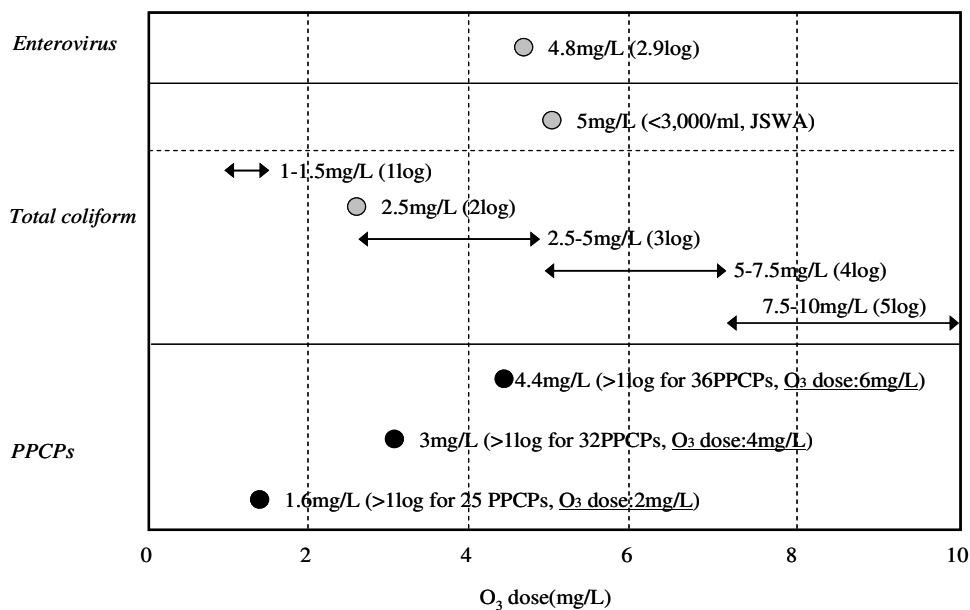 Enterovirus
4.8mg/L (2.9log)
5mg/L (<3,000/ml, JSWA)
1-1.5mg/L (1log)
Total coliform
2.5mg/L (2log)
2.5-5mg/L (3log)
5-7.5mg/L (4log)
7.5-10mg/L (5log)
4.4mg/L (>1log for 36PPCPs, O₃ dose:6mg/L)
3mg/L (>1log for 32PPCPs, O₃ dose:4mg/L)
PPCPs
1.6mg/L (>1log for 25 PPCPs, O₃ dose:2mg/L)
0 2 4 6 8 10
O₃ dose(mg/L)